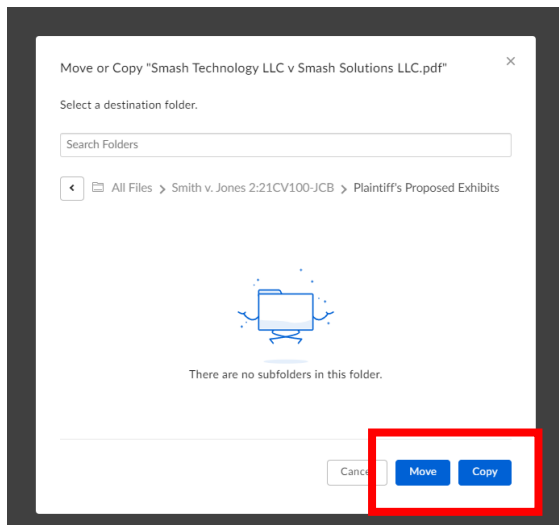 Move or Copy "Smash Technology LLC v Smash Solutions LLC.pdf"
Select a destination folder.
Search Folders
All Files > Smith v. Jones 2:21CV100-JCB > Plaintiff's Proposed Exhibits
There are no subfolders in this folder.
Cancel Move Copy